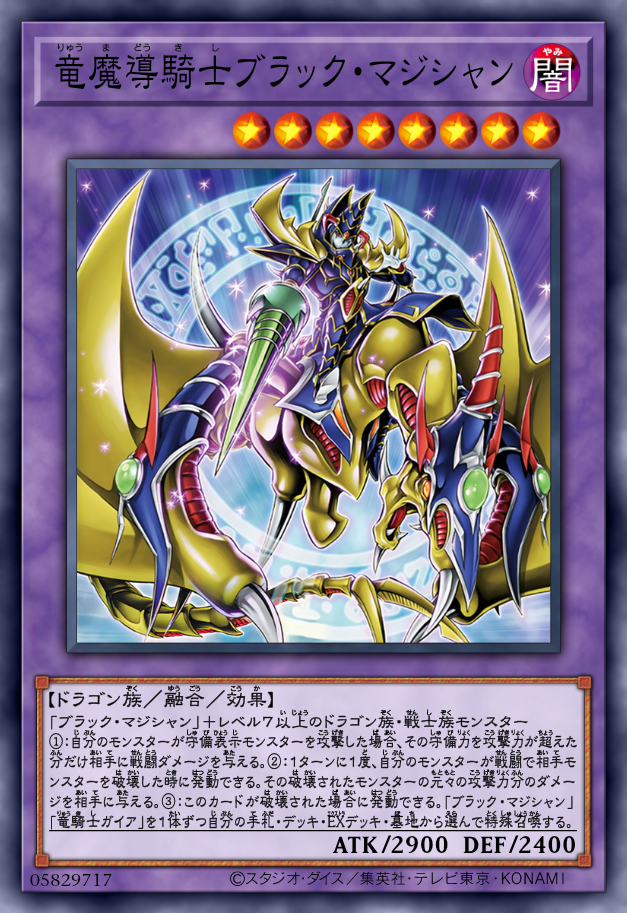 竜魔導騎士ブラック・マジシャン
闇
【ドラゴン族／融合／効果】
「ブラック・マジシャン」＋レベル７以上のドラゴン族・戦士族モンスター
①：自分のモンスターが守備表示モンスターを攻撃した場合、その守備力を攻撃力が超えた
分だけ相手に戦闘ダメージを与える。②：１ターンに１度、自分のモンスターが戦闘で相手モ
ンスターを破壊した時に発動できる。その破壊されたモンスターの元々の攻撃力分のダメー
ジを相手に与える。③：このカードが破壊された場合に発動できる。「ブラック・マジシャン」
「竜騎士ガイア」を１体ずつ自分の手札・デッキ・EXデッキ・墓地から選んで特殊召喚する。
ATK/2900 DEF/2400
05829717 ©スタジオ・ダイス／集英社・テレビ東京・KONAMI